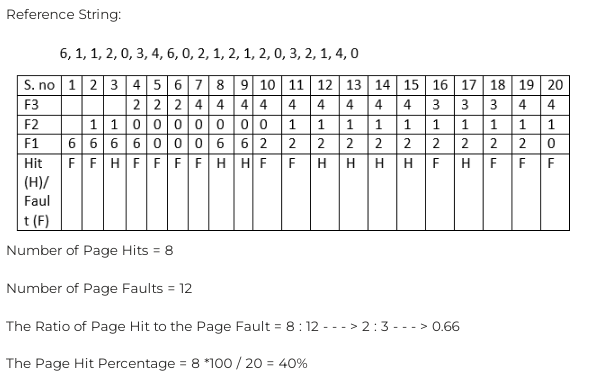 Reference String:
6, 1, 1, 2, 0, 3, 4, 6, 0, 2, 1, 2, 1, 2, 0, 3, 2, 1, 4, 0
S. no 1 2 3 4 5 6 7 8 9 10 11 12 13 14 15 16 17 18 19 20
F3 2 2 2 4 4 4 4 4 4 4 4 4 3 3 3 4 4
F2 1 1 0 0 0 0 0 0 0 1 1 1 1 1 1 1 1 1 1
F1 6 6 6 6 0 0 0 6 6 2 2 2 2 2 2 2 2 2 2 0
Hit F F H F F F F H H F F H H H H F H F F F
(H)/
Faul
t (F)
Number of Page Hits = 8
Number of Page Faults = 12
The Ratio of Page Hit to the Page Fault = 8 : 12 - - - > 2 : 3 - - - > 0.66
The Page Hit Percentage = 8 *100 / 20 = 40%